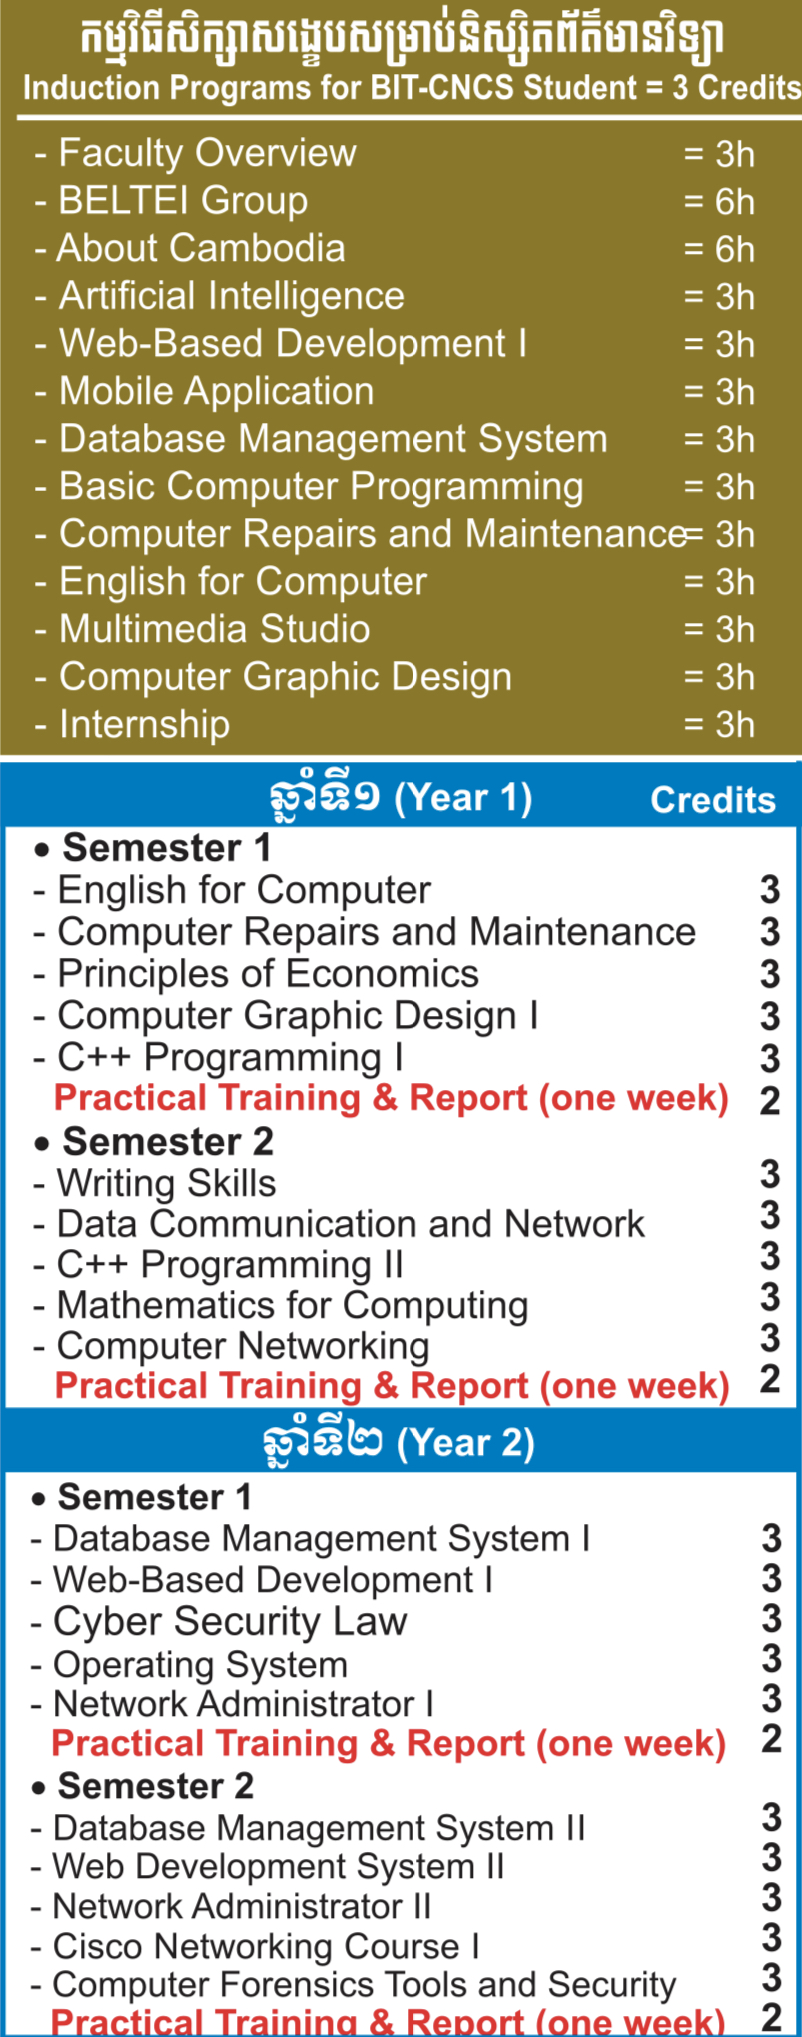 កម្មវិធីសិក្សាសង្ខេបសម្រាប់និស្សិតព័ត៌មានវិទ្យា
Induction Programs for BIT-CNCS Student = 3 Credits
- Faculty Overview = 3h
- BELTEI Group = 6h
- About Cambodia = 6h
- Artificial Intelligence = 3h
- Web-Based Development I = 3h
- Mobile Application = 3h
- Database Management System = 3h
- Basic Computer Programming = 3h
- Computer Repairs and Maintenance = 3h
- English for Computer = 3h
- Multimedia Studio = 3h
- Computer Graphic Design = 3h
- Internship = 3h
ឆ្នាំទី១ (Year 1) Credits
• Semester 1
- English for Computer 3
- Computer Repairs and Maintenance 3
- Principles of Economics 3
- Computer Graphic Design I 3
- C++ Programming I 3
Practical Training & Report (one week) 2
• Semester 2
- Writing Skills 3
- Data Communication and Network 3
- C++ Programming II 3
- Mathematics for Computing 3
- Computer Networking 3
Practical Training & Report (one week) 2
ឆ្នាំទី២ (Year 2)
• Semester 1
- Database Management System I 3
- Web-Based Development I 3
- Cyber Security Law 3
- Operating System 3
- Network Administrator I 3
Practical Training & Report (one week) 2
• Semester 2
- Database Management System II 3
- Web Development System II 3
- Network Administrator II 3
- Cisco Networking Course I 3
- Computer Forensics Tools and Security 3
Practical Training & Report (one week) 2